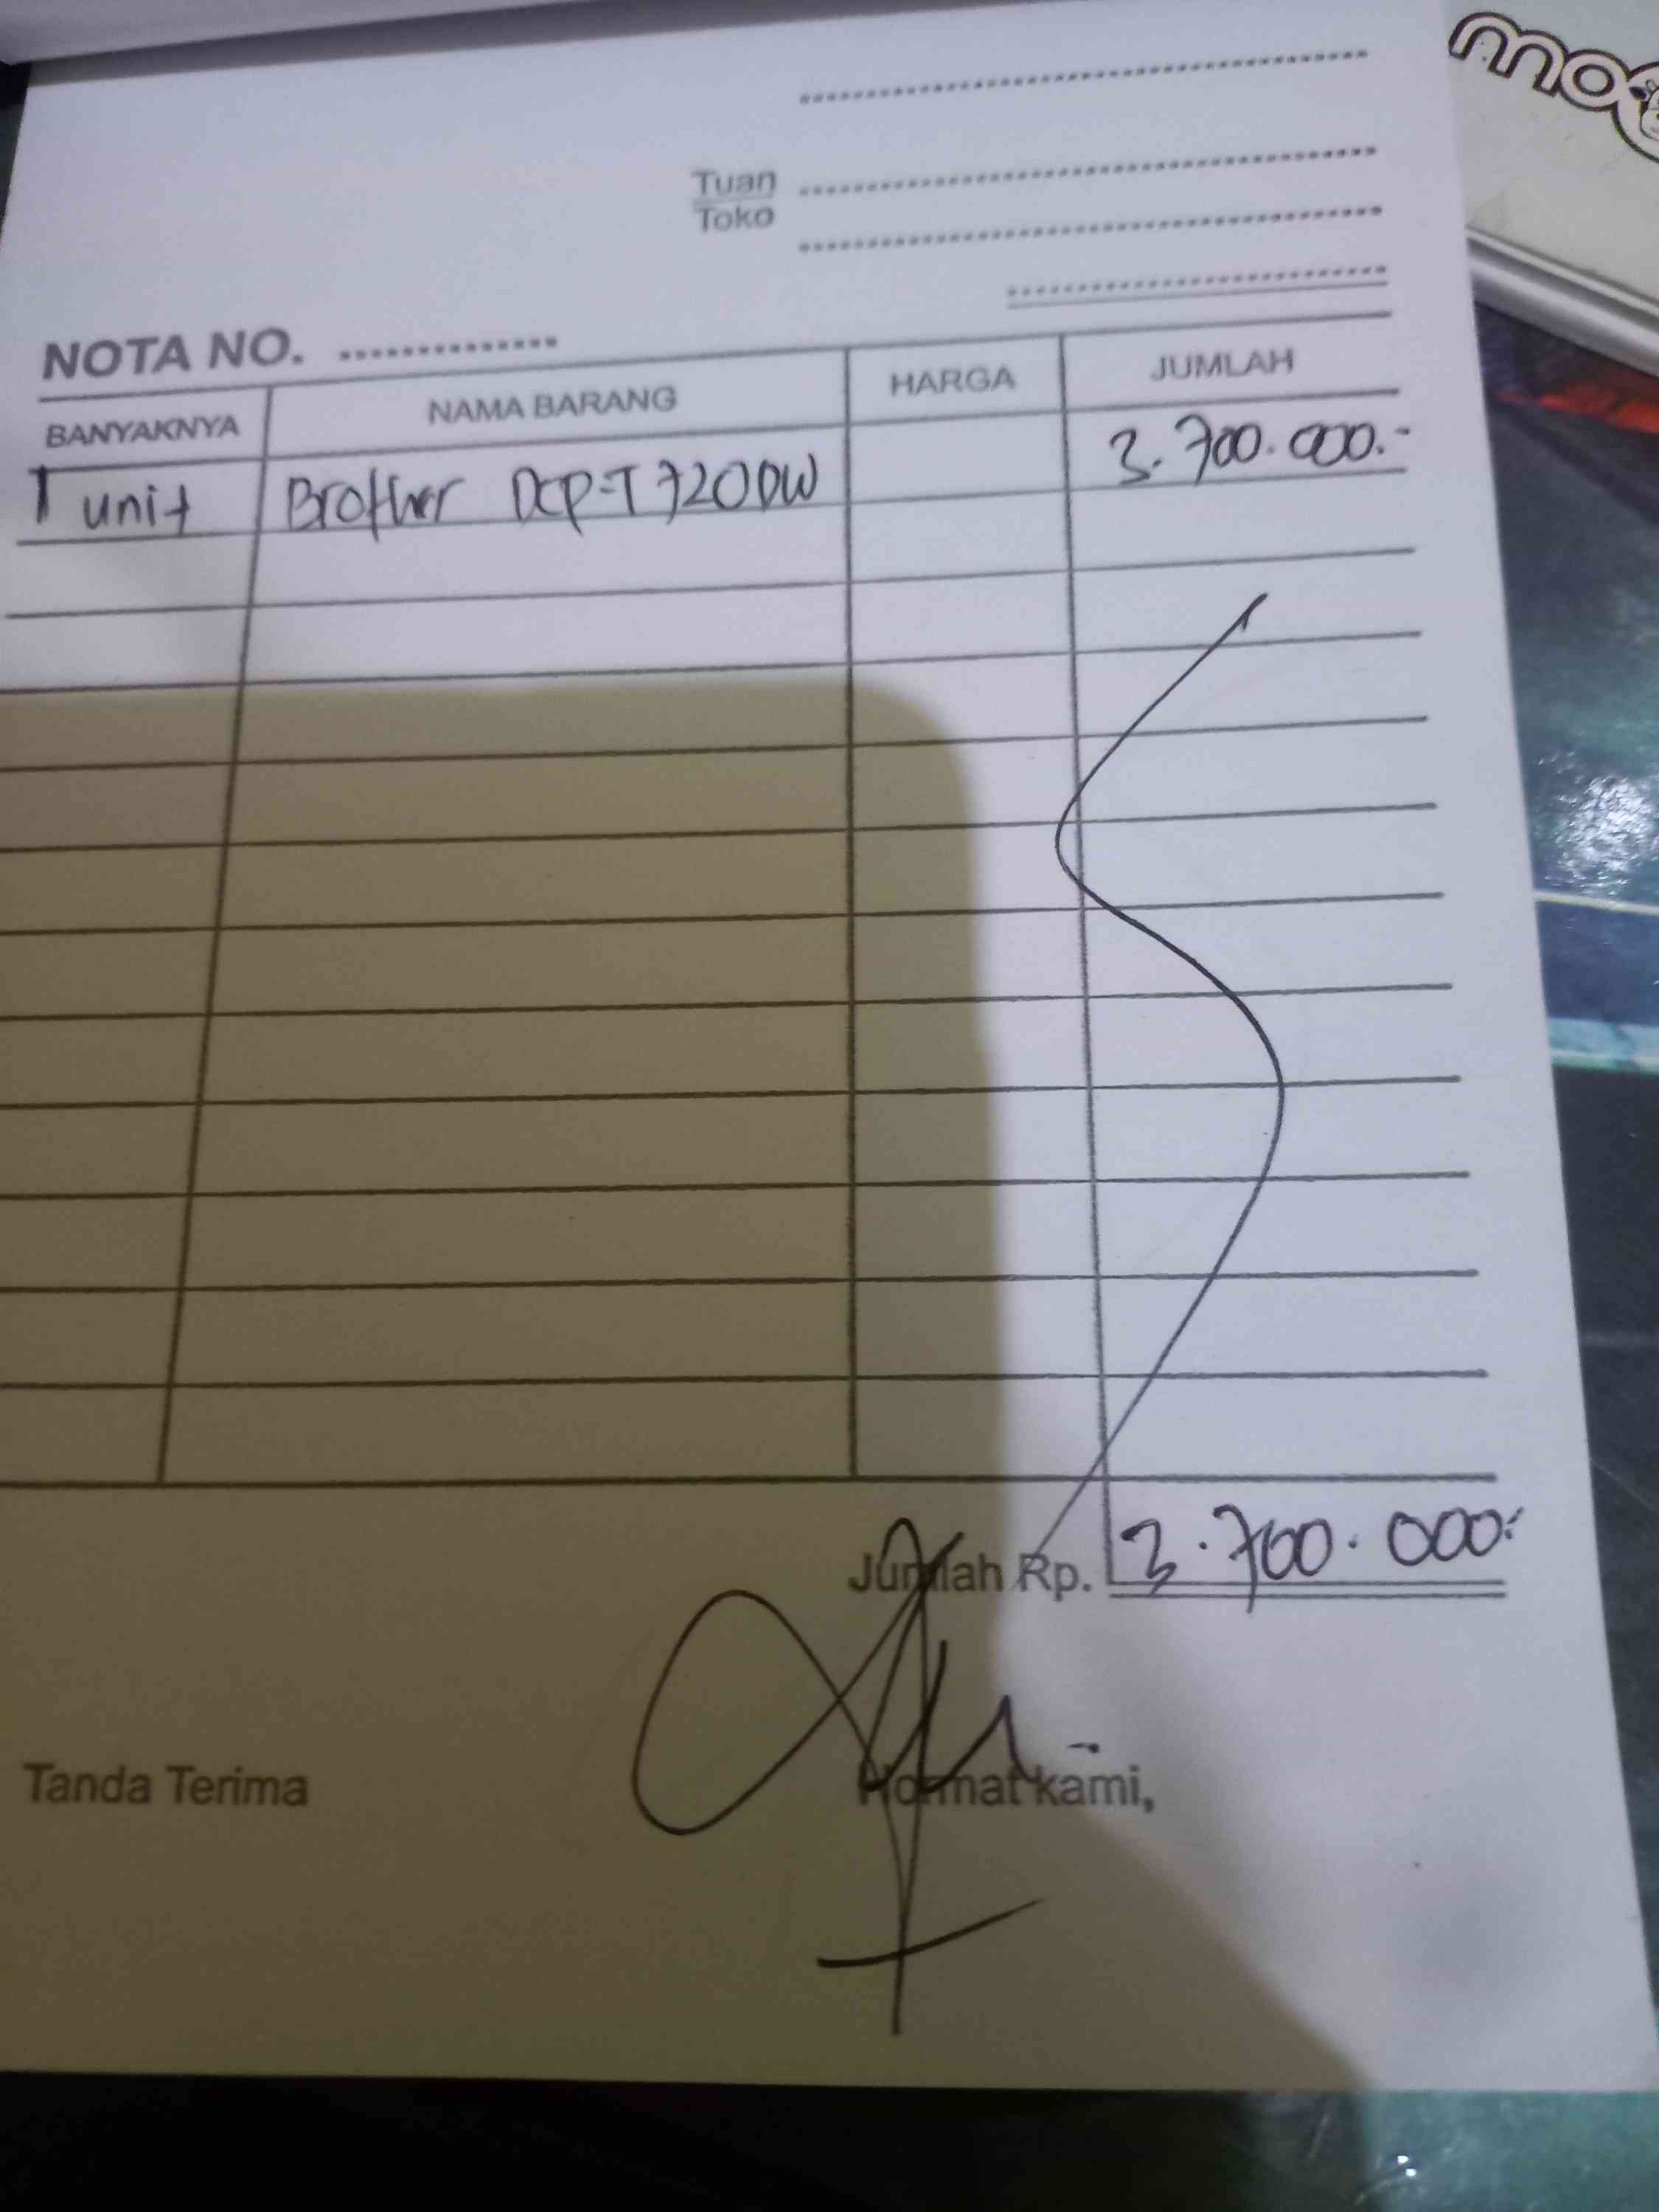 moo
Tuan
Toko
NOTA NO. ..............
BANYAKNYA NAMA BARANG HARGA JUMLAH
1 unit Brother DCP-T720DW 3.700.000.-
Jumlah Rp. 3.700.000.-
Tanda Terima Hormat kami,